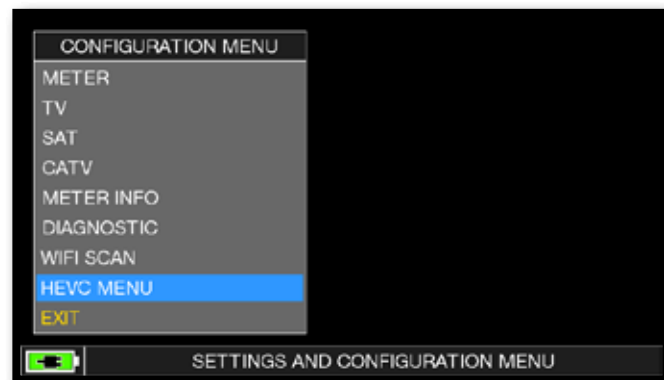 CONFIGURATION MENU
METER
TV
SAT
CATV
METER INFO
DIAGNOSTIC
WIFI SCAN
HEVC MENU
EXIT
SETTINGS AND CONFIGURATION MENU